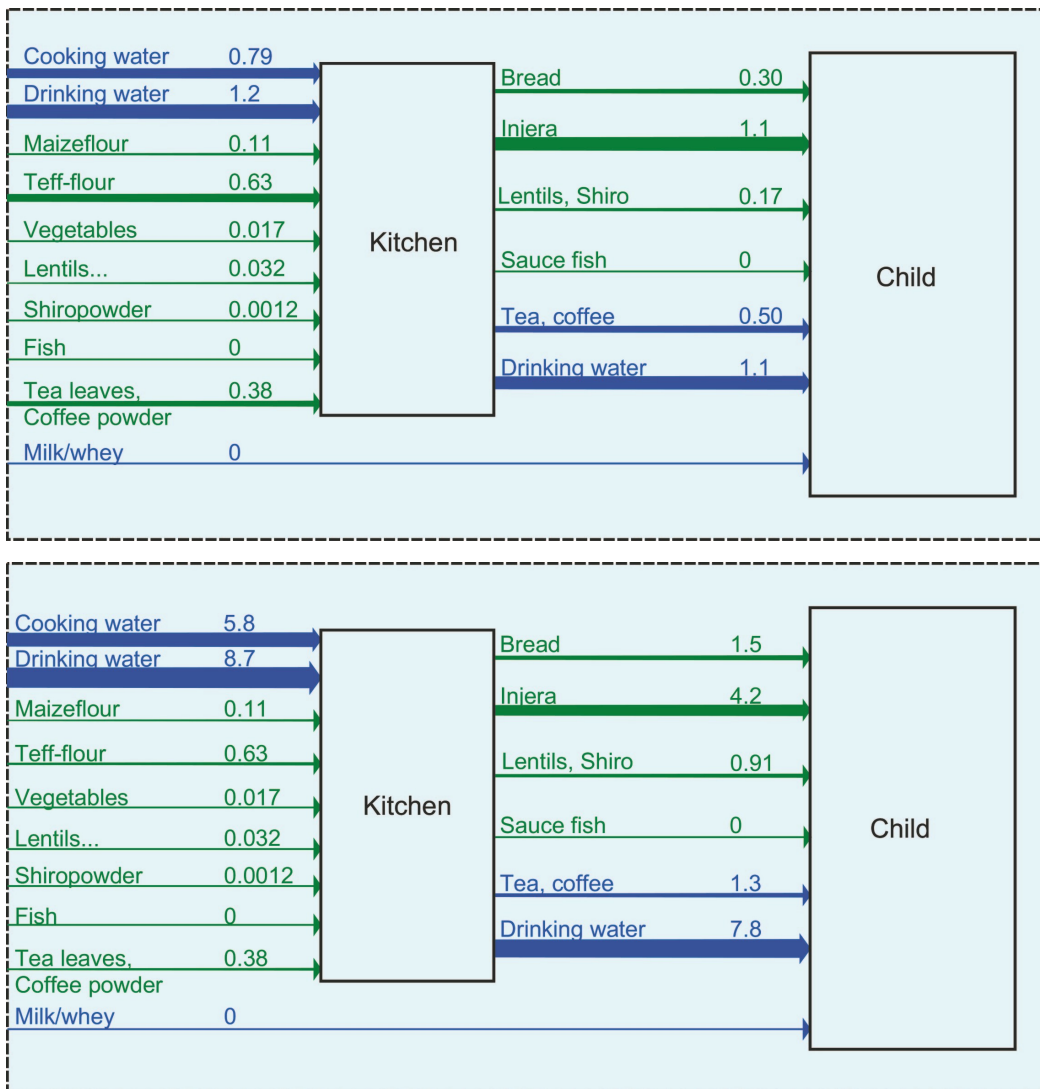 Cooking water 0.79
Drinking water 1.2
Maizeflour 0.11
Teff-flour 0.63
Vegetables 0.017
Lentils... 0.032
Shiropowder 0.0012
Fish 0
Tea leaves, 0.38
Coffee powder
Milk/whey 0
Kitchen
Bread 0.30
Injera 1.1
Lentils, Shiro 0.17
Sauce fish 0
Tea, coffee 0.50
Drinking water 1.1
Child
Cooking water 5.8
Drinking water 8.7
Maizeflour 0.11
Teff-flour 0.63
Vegetables 0.017
Lentils... 0.032
Shiropowder 0.0012
Fish 0
Tea leaves, 0.38
Coffee powder
Milk/whey 0
Kitchen
Bread 1.5
Injera 4.2
Lentils, Shiro 0.91
Sauce fish 0
Tea, coffee 1.3
Drinking water 7.8
Child